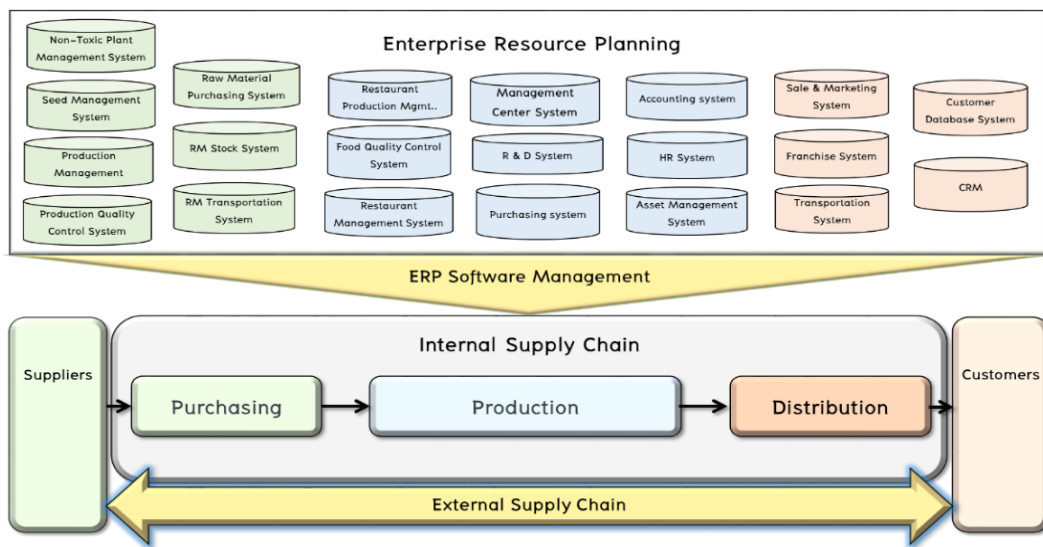 Enterprise Resource Planning
Non-Toxic Plant
Management System
Seed Management
System
Production
Management
Production Quality
Control System
Raw Material
Purchasing System
RM Stock System
RM Transportation
System
Restaurant
Production Mgmt..
Food Quality Control
System
Restaurant
Management System
Management
Center System
R & D System
Purchasing system
Accounting system
HR System
Asset Management
System
Sale & Marketing
System
Franchise System
Transportation
System
Customer
Database System
CRM
ERP Software Management
Suppliers
Internal Supply Chain
Purchasing
Production
Distribution
Customers
External Supply Chain